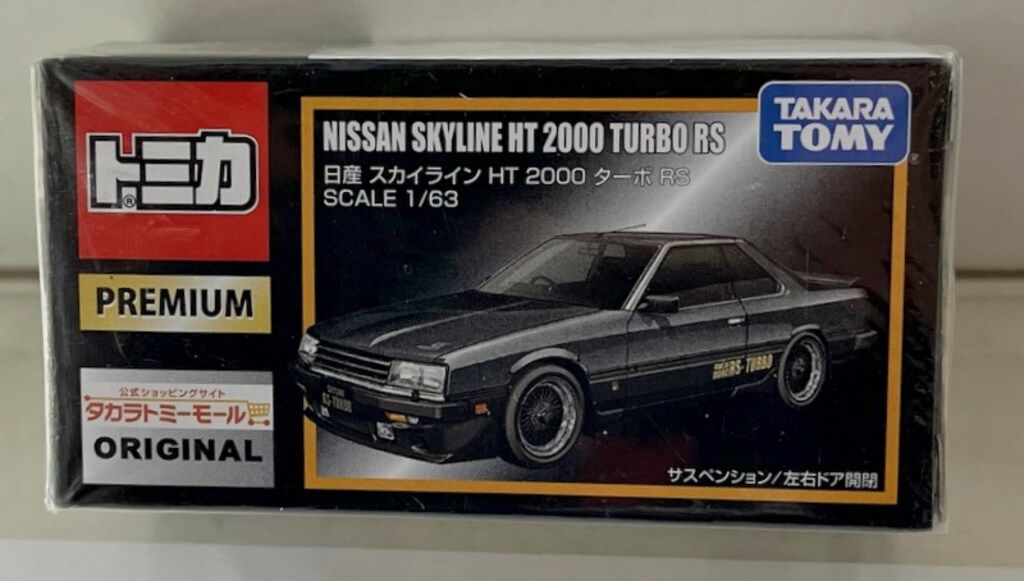 トミカ®
PREMIUM
公式ショッピングサイト
タカラトミーモール
ORIGINAL
NISSAN SKYLINE HT 2000 TURBO RS
日産 スカイライン HT 2000 ターボ RS
SCALE 1/63
TAKARA
TOMY
RS-TURBO
RS-TURBO
サスペンション/左右ドア開閉